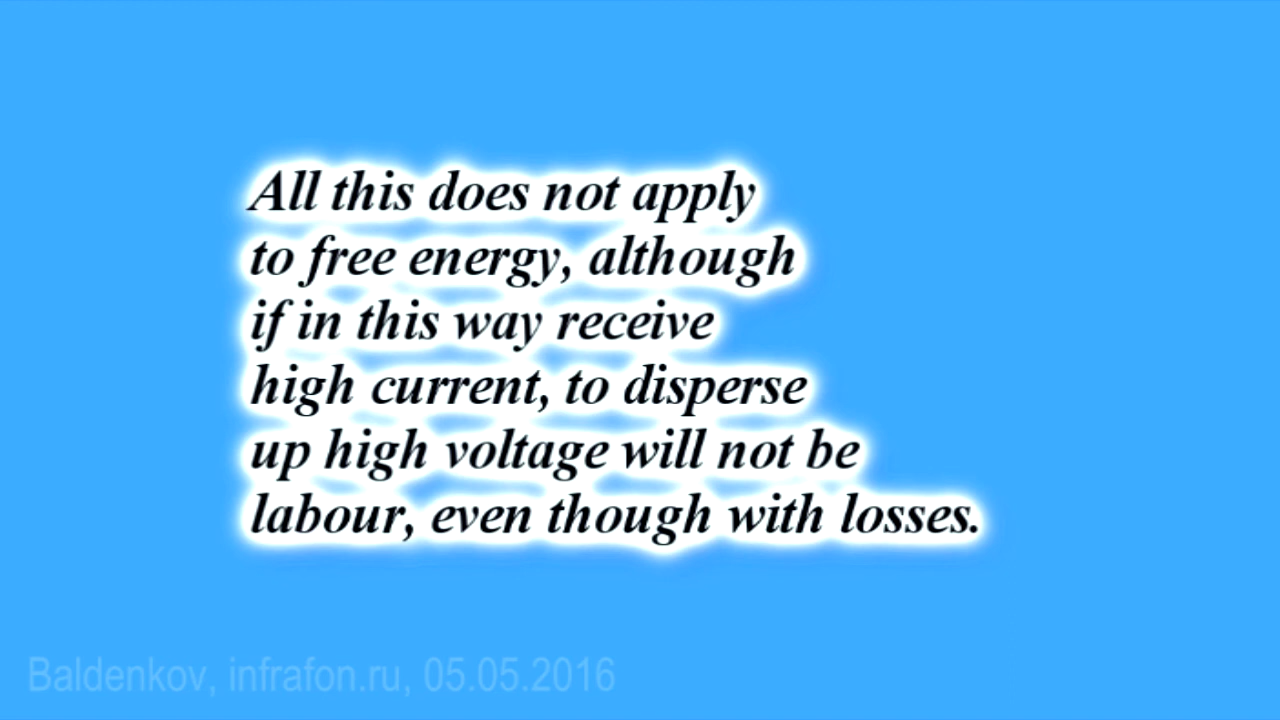 All this does not apply
to free energy, although
if in this way receive
high current, to disperse
up high voltage will not be
labour, even though with losses.
Baldenkov, infrafon.ru, 05.05.2016